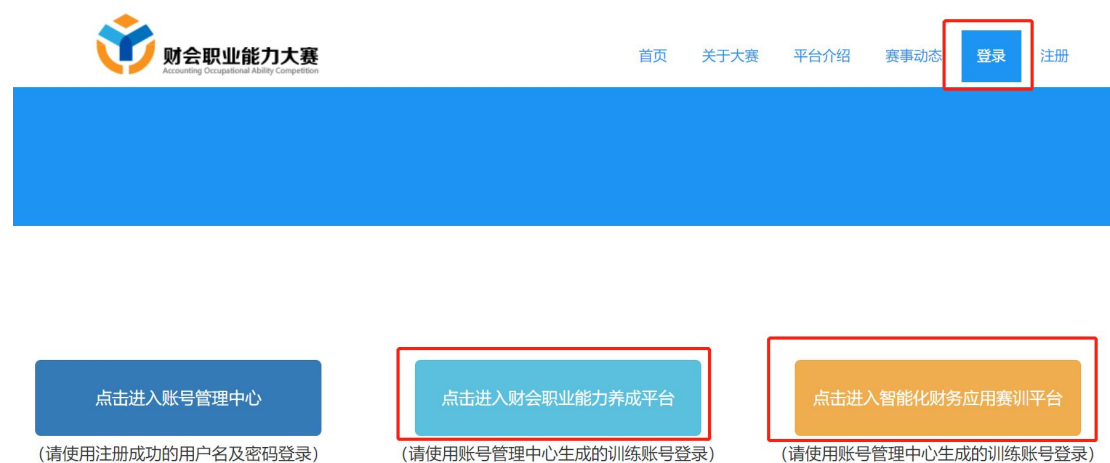 财会职业能力大赛
Accounting Occupational Ability Competition
首页 关于大赛 平台介绍 赛事动态 登录 注册
点击进入账号管理中心 点击进入财会职业能力养成平台 点击进入智能化财务应用赛训平台
(请使用注册成功的用户名及密码登录) (请使用账号管理中心生成的训练账号登录) (请使用账号管理中心生成的训练账号登录)